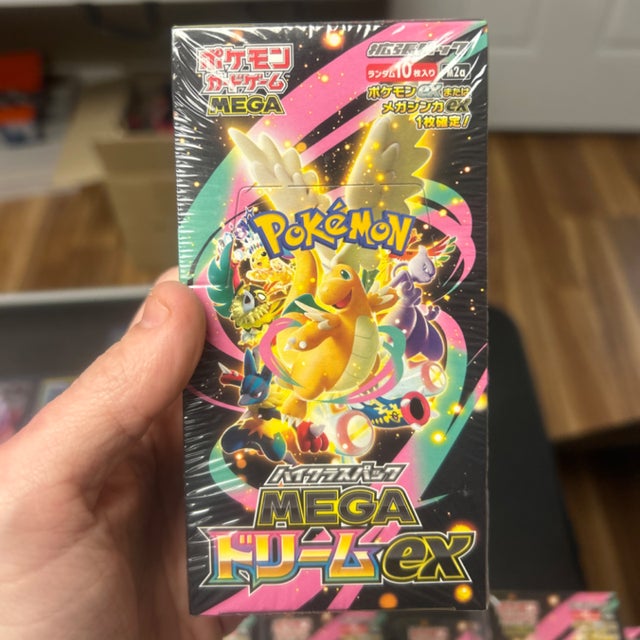 ポケモン
カードゲーム
MEGA
拡張パック
ランダム10枚入り
m2a
ポケモンexまたは
メガシンカex
1枚確定!
POKÉMON
ハイクラスパック
MEGA
ドリームex